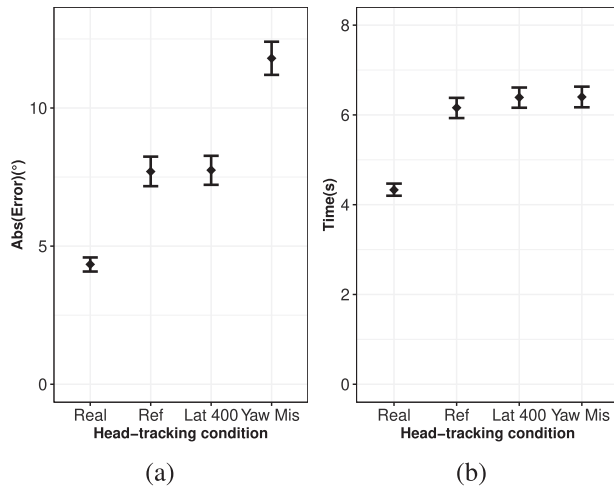 Abs(Error)(°)
10
5
0
Real Ref Lat 400 Yaw Mis
Head−tracking condition
(a)
Time(s)
8
6
4
2
0
Real Ref Lat 400 Yaw Mis
Head−tracking condition
(b)